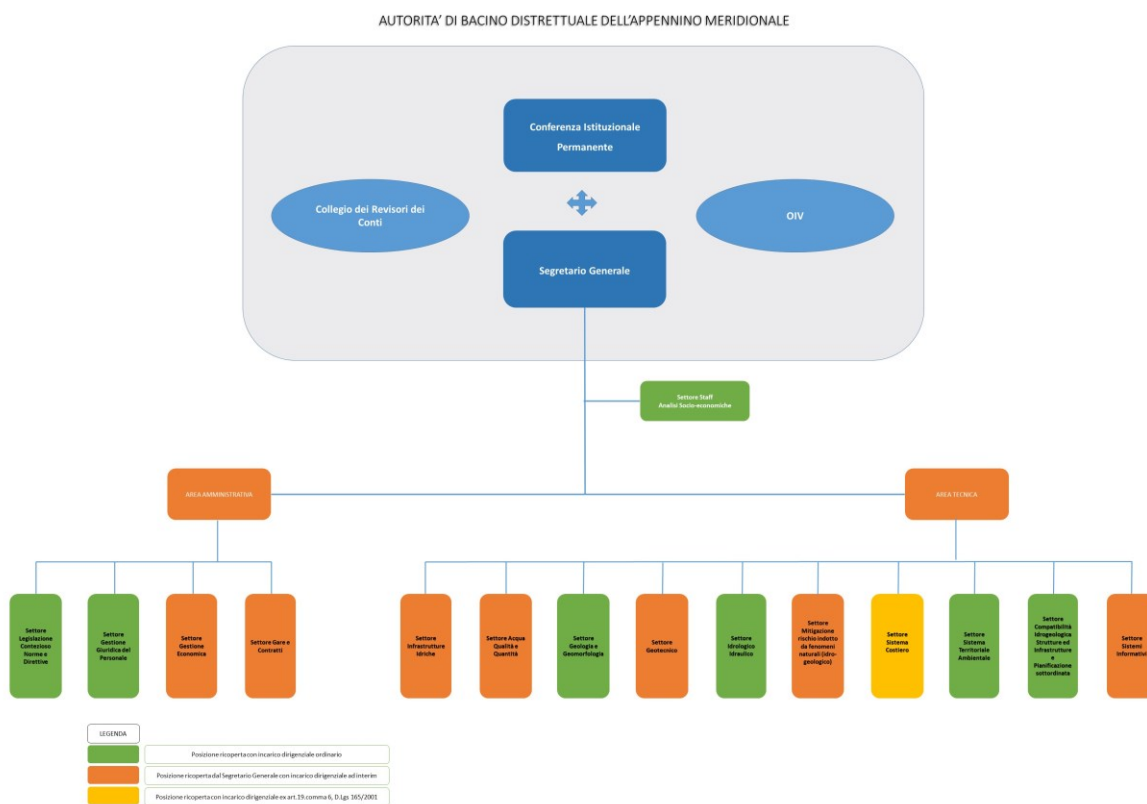 AUTORITA’ DI BACINO DISTRETTUALE DELL’APPENNINO MERIDIONALE
Conferenza Istituzionale
Permanente
Collegio dei Revisori dei
Conti
OIV
Segretario Generale
Settore Staff
Analisi Socio-economiche
AREA AMMINISTRATIVA
AREA TECNICA
Settore
Legislazione
Contezioso
Norme e
Direttive
Settore
Gestione
Giuridica del
Personale
Settore
Gestione
Economica
Settore Gare e
Contratti
Settore
Infrastrutture
Idriche
Settore Acqua
Qualità e
Quantità
Settore
Geologia e
Geomorfologia
Settore
Geotecnico
Settore
Idrologico
Idraulico
Settore
Mitigazione
rischio indotto
da fenomeni
naturali (idro-
geologico)
Settore
Sistema
Costiero
Settore
Sistema
Territoriale
Ambientale
Settore
Compatibilità
Idrogeologica
Strutture ed
Infrastrutture
e
Pianificazione
sottordinata
Settore
Sistemi
Informativi
LEGENDA
Posizione ricoperta con incarico dirigenziale ordinario
Posizione ricoperta dal Segretario Generale con incarico dirigenziale ad interim
Posizione ricoperta con incarico dirigenziale ex art.19.comma 6, D.Lgs 165/2001